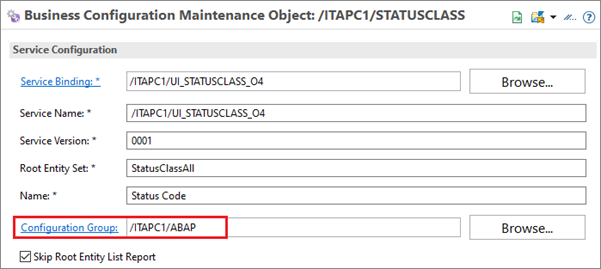 Business Configuration Maintenance Object: /ITAPC1/STATUSCLASS
Service Configuration
Service Binding: * /ITAPC1/UI_STATUSCLASS_O4 Browse...
Service Name: * /ITAPC1/UI_STATUSCLASS_O4
Service Version: * 0001
Root Entity Set: * StatusClassAll
Name: * Status Code
Configuration Group: /ITAPC1/ABAP Browse...
Skip Root Entity List Report